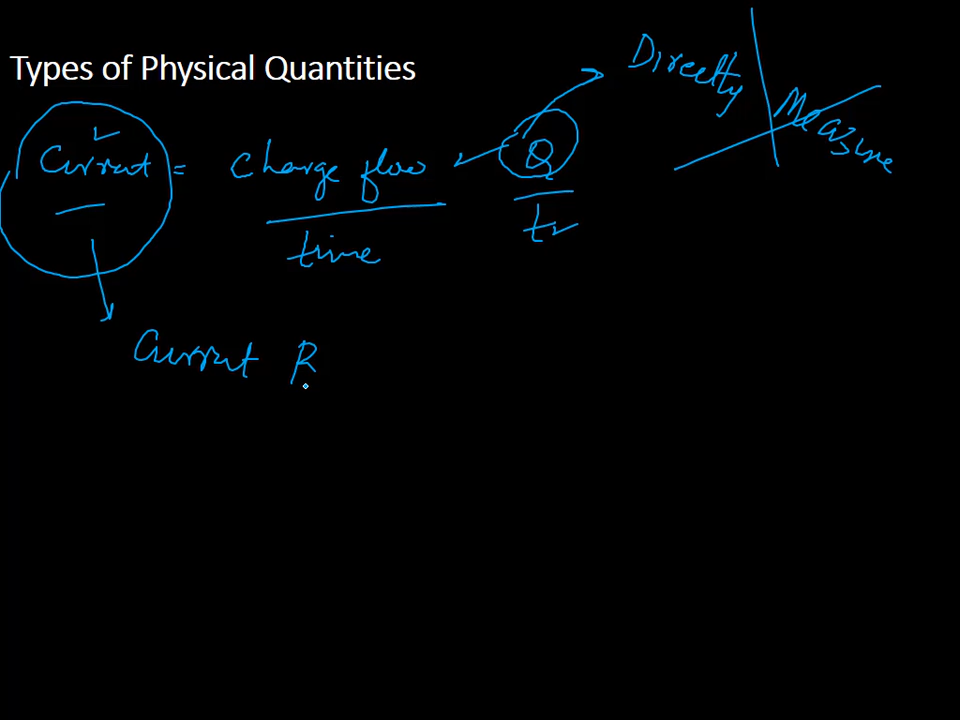 Types of Physical Quantities
Directly Measure
Current = Charge flow / time
Q / t
Current R